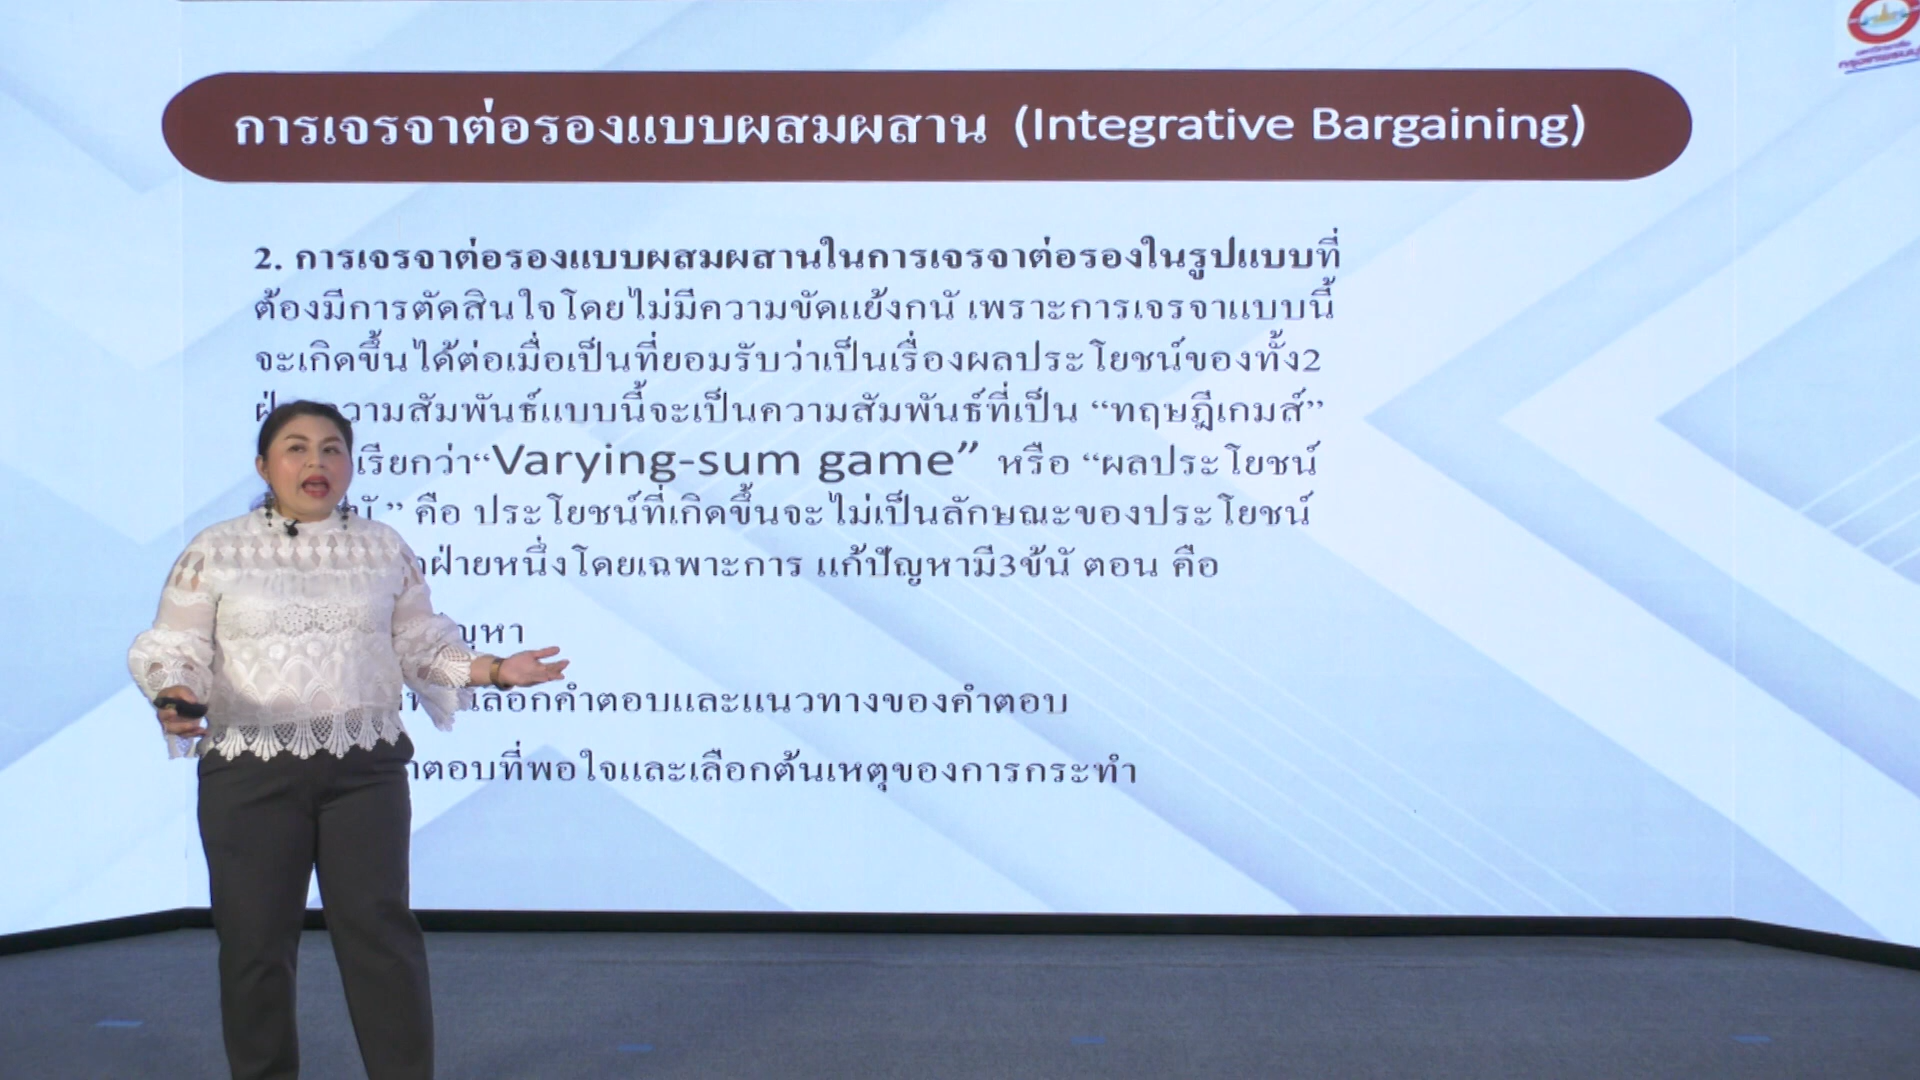 การเจรจาต่อรองแบบผสมผสาน (Integrative Bargaining)
2. การเจรจาต่อรองแบบผสมผสานในการเจรจาต่อรองในรูปแบบที่
ต้องมีการตัดสินใจโดยไม่มีความขัดแย้งกนั เพราะการเจรจาแบบนี้
จะเกิดขึ้นได้ต่อเมื่อเป็นที่ยอมรับว่าเป็นเรื่องผลประโยชน์ของทั้ง2
ความสัมพันธ์แบบนี้จะเป็นความสัมพันธ์ที่เป็น “ทฤษฎีเกมส์”
เรียกว่า“Varying-sum game” หรือ “ผลประโยชน์
” คือ ประโยชน์ที่เกิดขึ้นจะไม่เป็นลักษณะของประโยชน์
ฝ่ายหนึ่งโดยเฉพาะการ แก้ปัญหามี3ข้นั ตอน คือ
เลือกคำตอบและแนวทางของคำตอบ
ตอบที่พอใจและเลือกต้นเหตุของการกระทำ